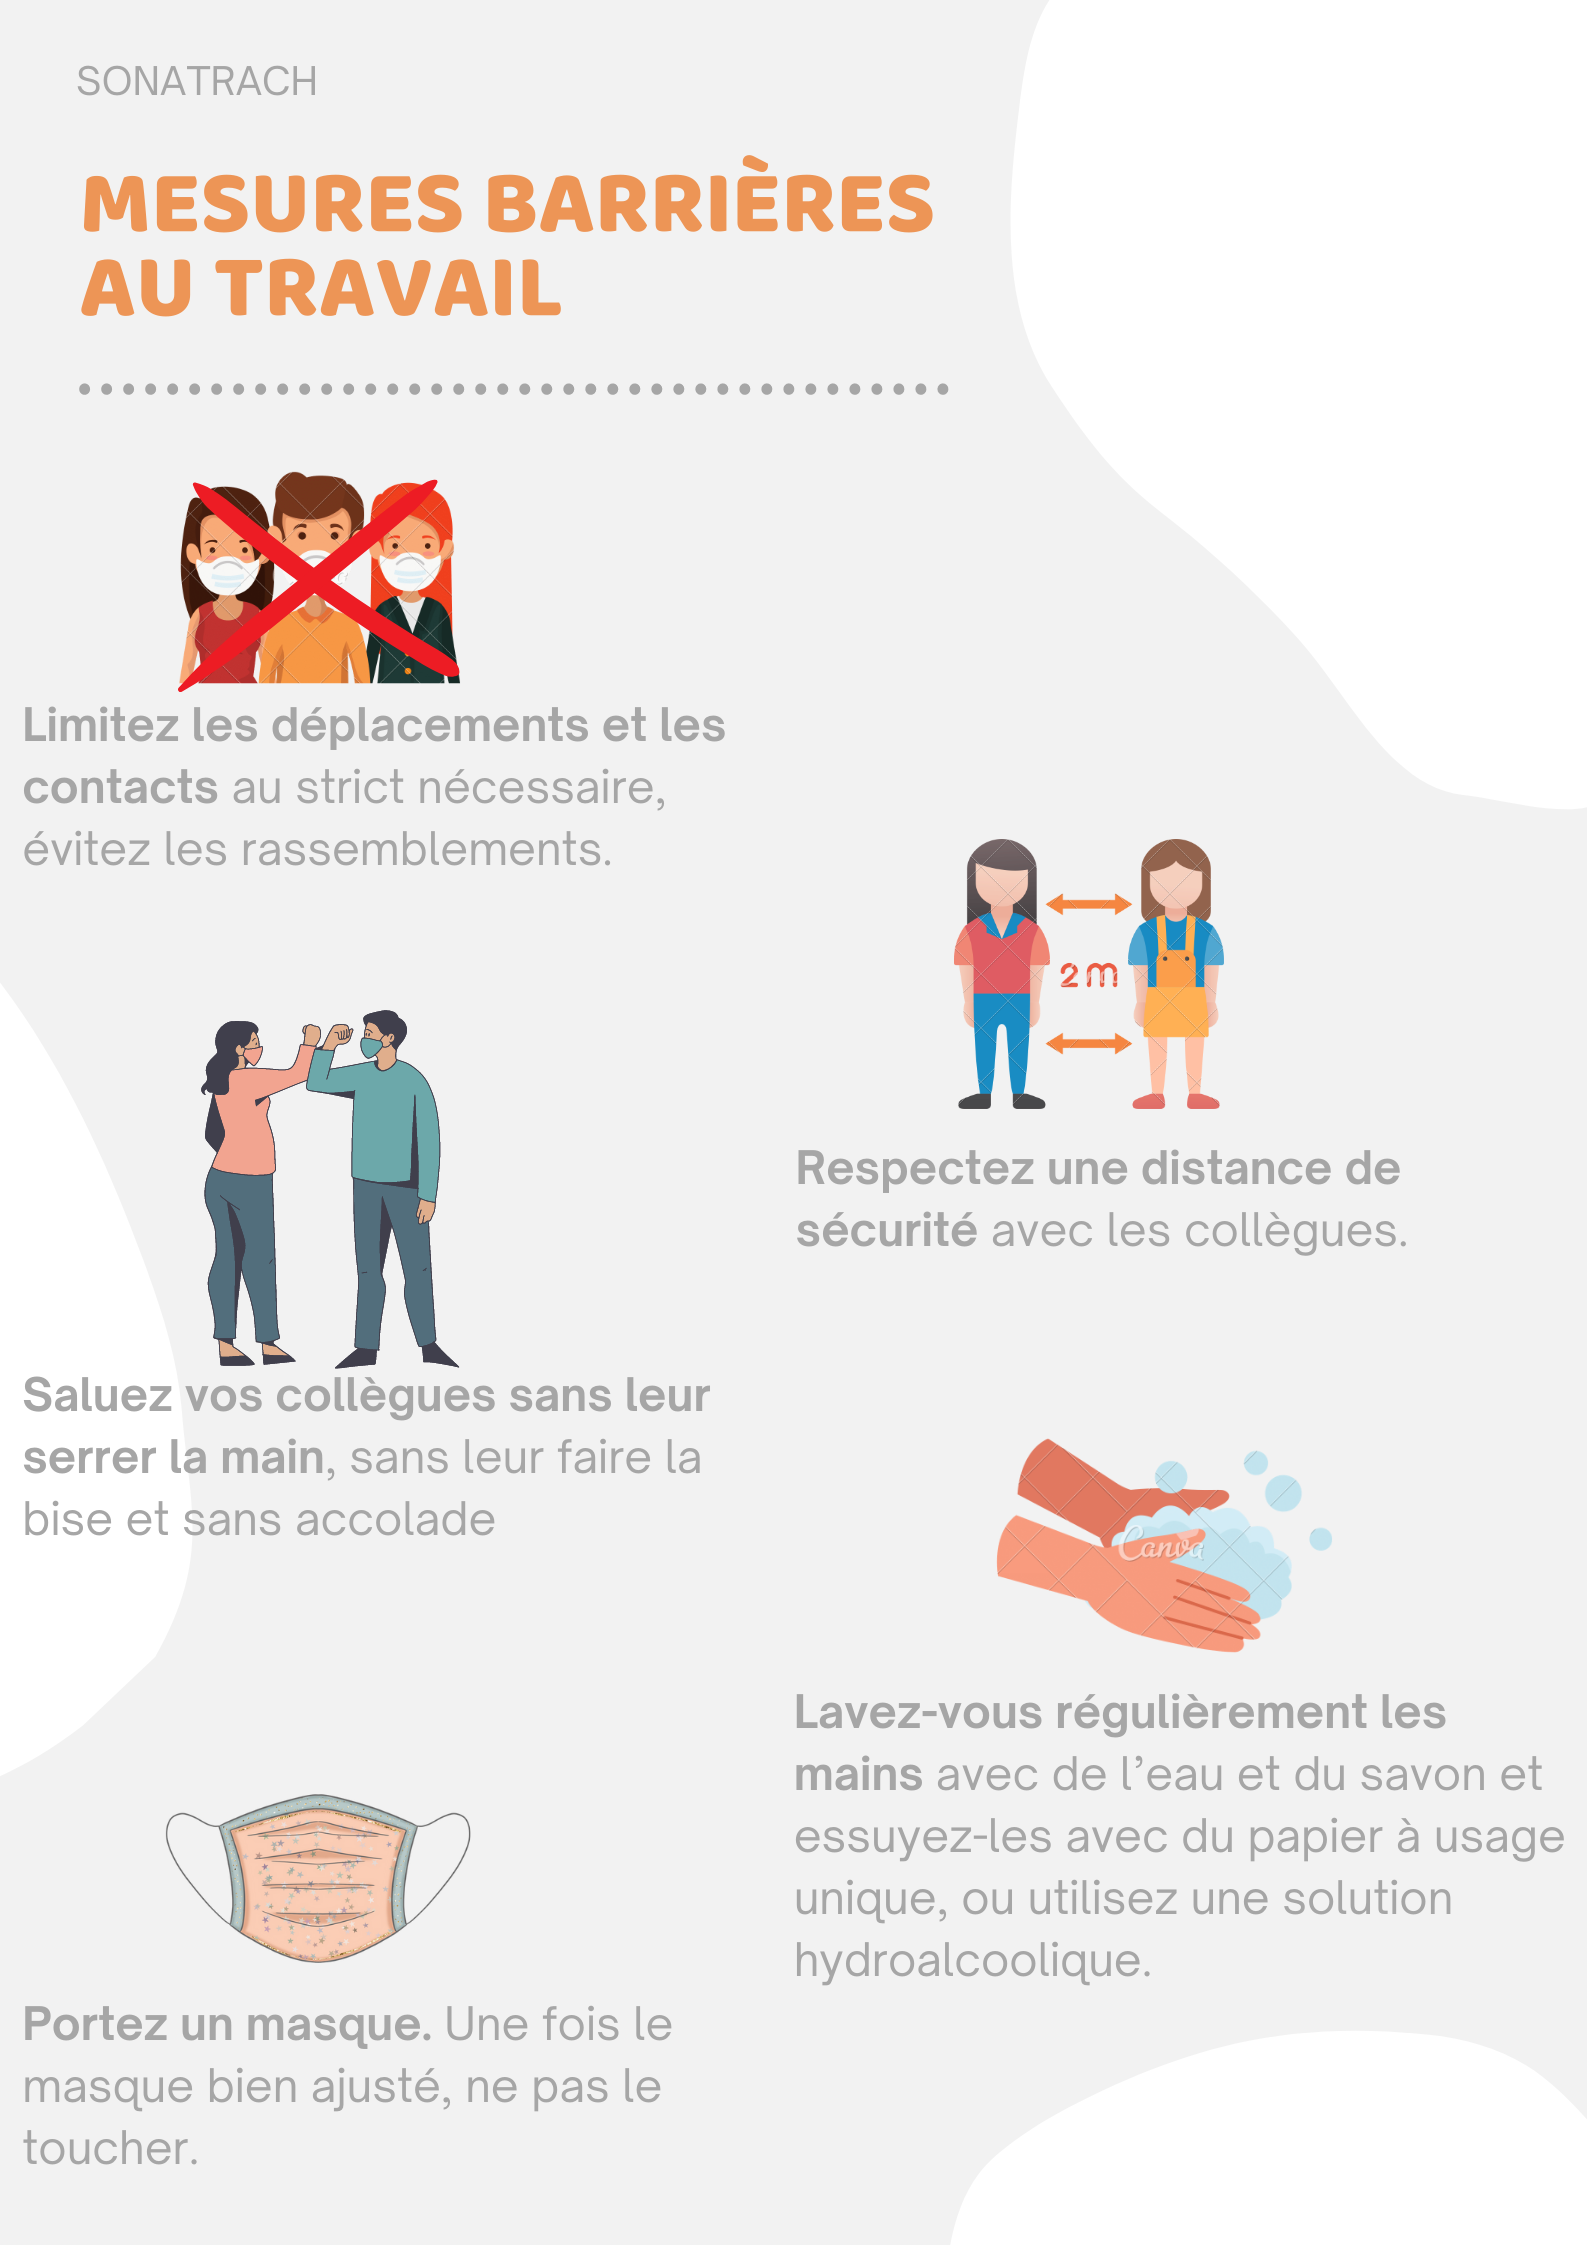 SONATRACH
MESURES BARRIÈRES
AU TRAVAIL
Limitez les déplacements et les
contacts au strict nécessaire,
évitez les rassemblements.
2m
Respectez une distance de
sécurité avec les collègues.
Saluez vos collègues sans leur
serrer la main, sans leur faire la
bise et sans accolade
Canva
Lavez-vous régulièrement les
mains avec de l’eau et du savon et
essuyez-les avec du papier à usage
unique, ou utilisez une solution
hydroalcoolique.
Portez un masque. Une fois le
masque bien ajusté, ne pas le
toucher.